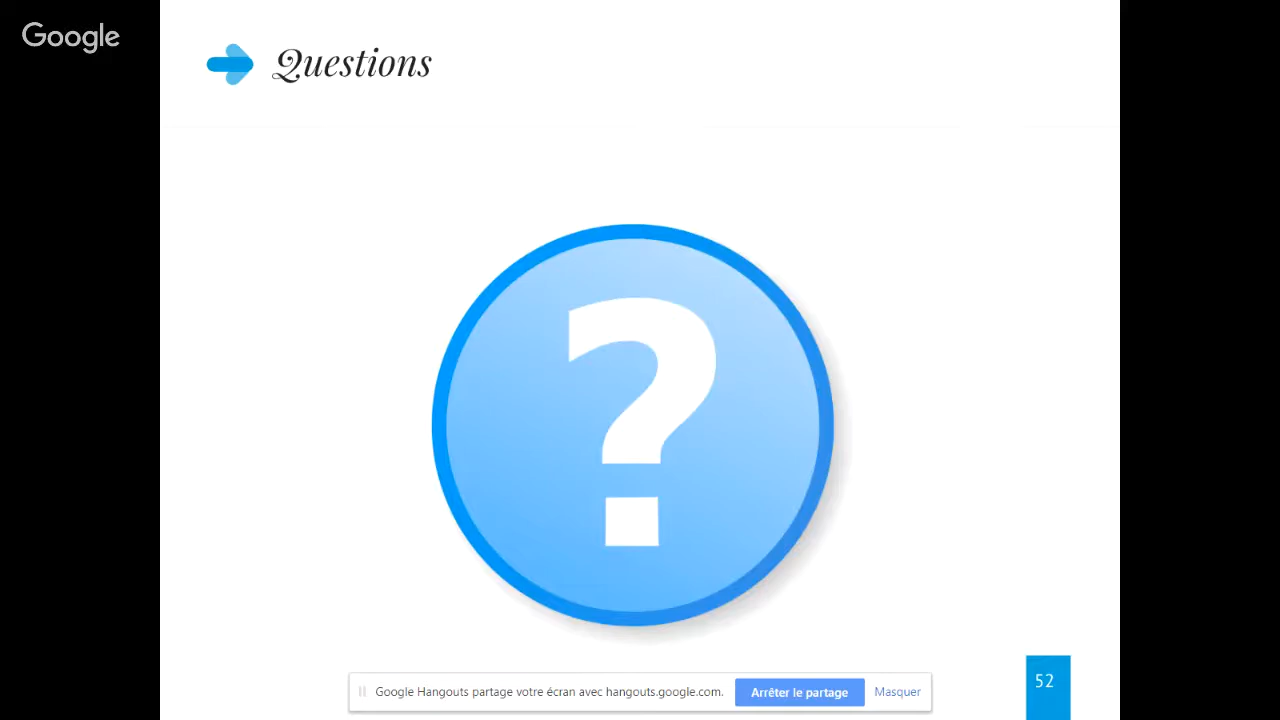 Google
Questions
?
Google Hangouts partage votre écran avec hangouts.google.com. Arrêter le partage Masquer
52